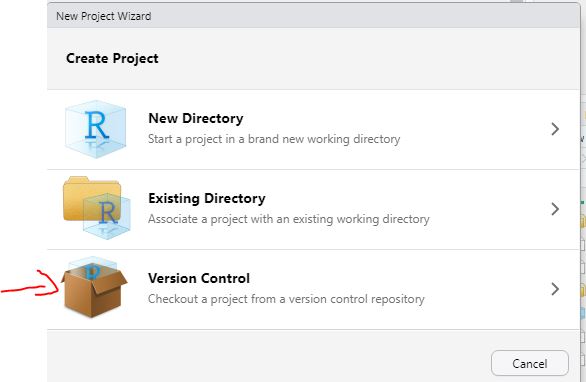 New Project Wizard
Create Project
R
New Directory
Start a project in a brand new working directory
R
Existing Directory
Associate a project with an existing working directory
R
Version Control
Checkout a project from a version control repository
Cancel